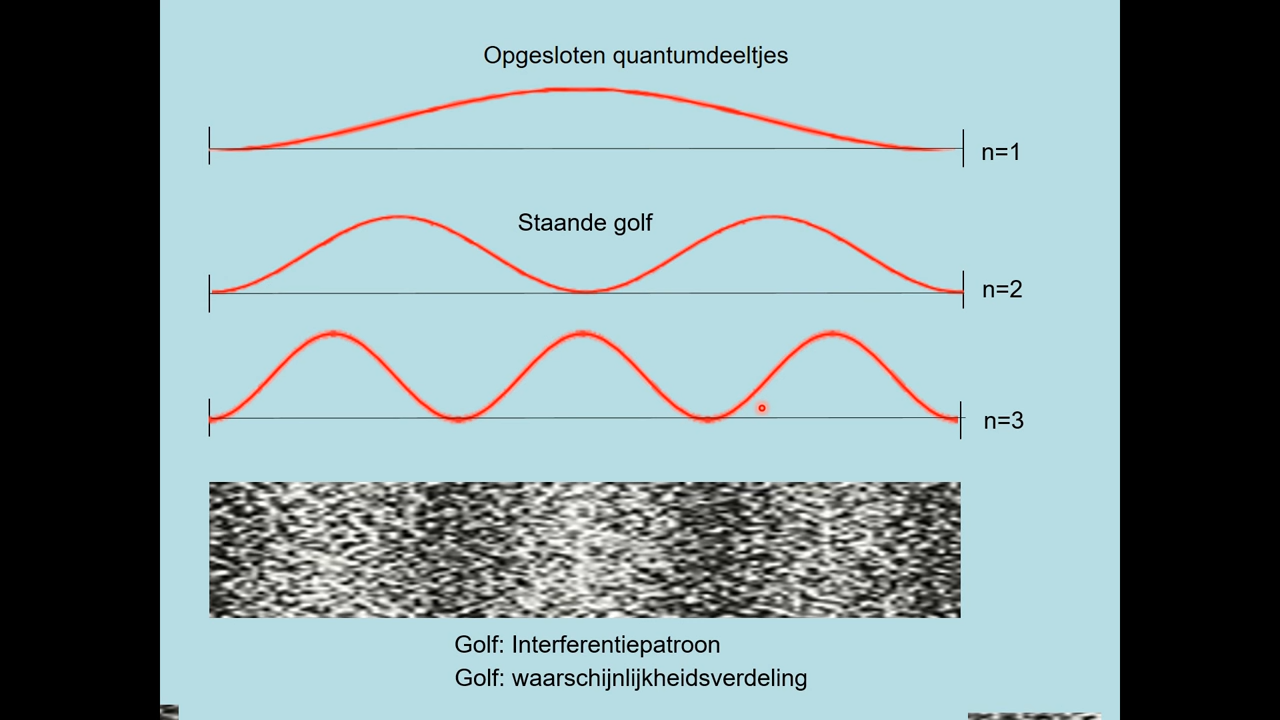 Opgesloten quantumdeeltjes
n=1
Staande golf
n=2
n=3
Golf: Interferentiepatroon
Golf: waarschijnlijkheidsverdeling